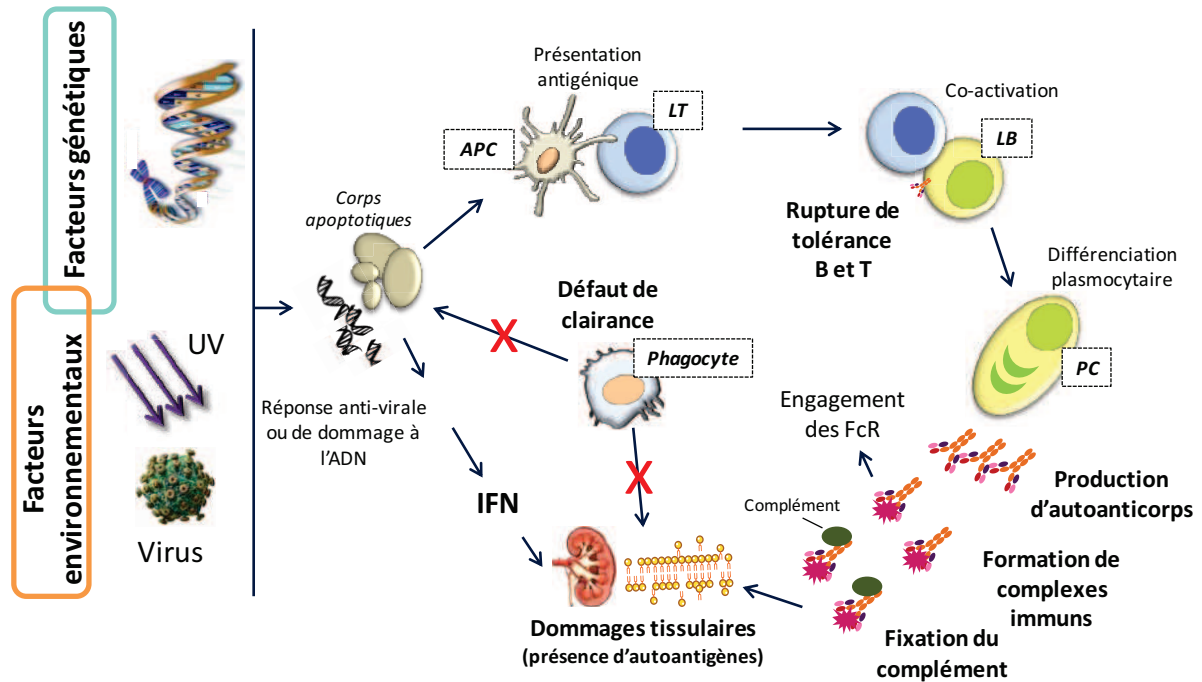 Facteurs génétiques
Facteurs
environnementaux
UV
Virus
Corps
apoptotiques
Réponse anti-virale
ou de dommage à
l’ADN
IFN
Présentation
antigénique
APC
LT
Défaut de
clairance
Phagocyte
Dommages tissulaires
(présence d’autoantigènes)
Co-activation
LB
Rupture de
tolérance
B et T
Différenciation
plasmocytaire
PC
Engagement
des FcR
Production
d’autoanticorps
Complément
Formation de
complexes
immuns
Fixation du
complément